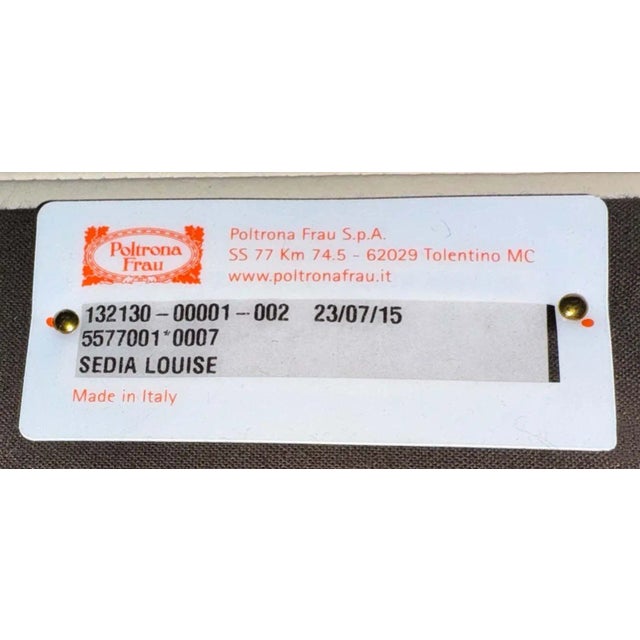 Poltrona
Frau
Poltrona Frau S.p.A.
SS 77 Km 74.5 - 62029 Tolentino MC
www.poltronafrau.it
132130-00001-002 23/07/15
5577001*0007
SEDIA LOUISE
Made in Italy